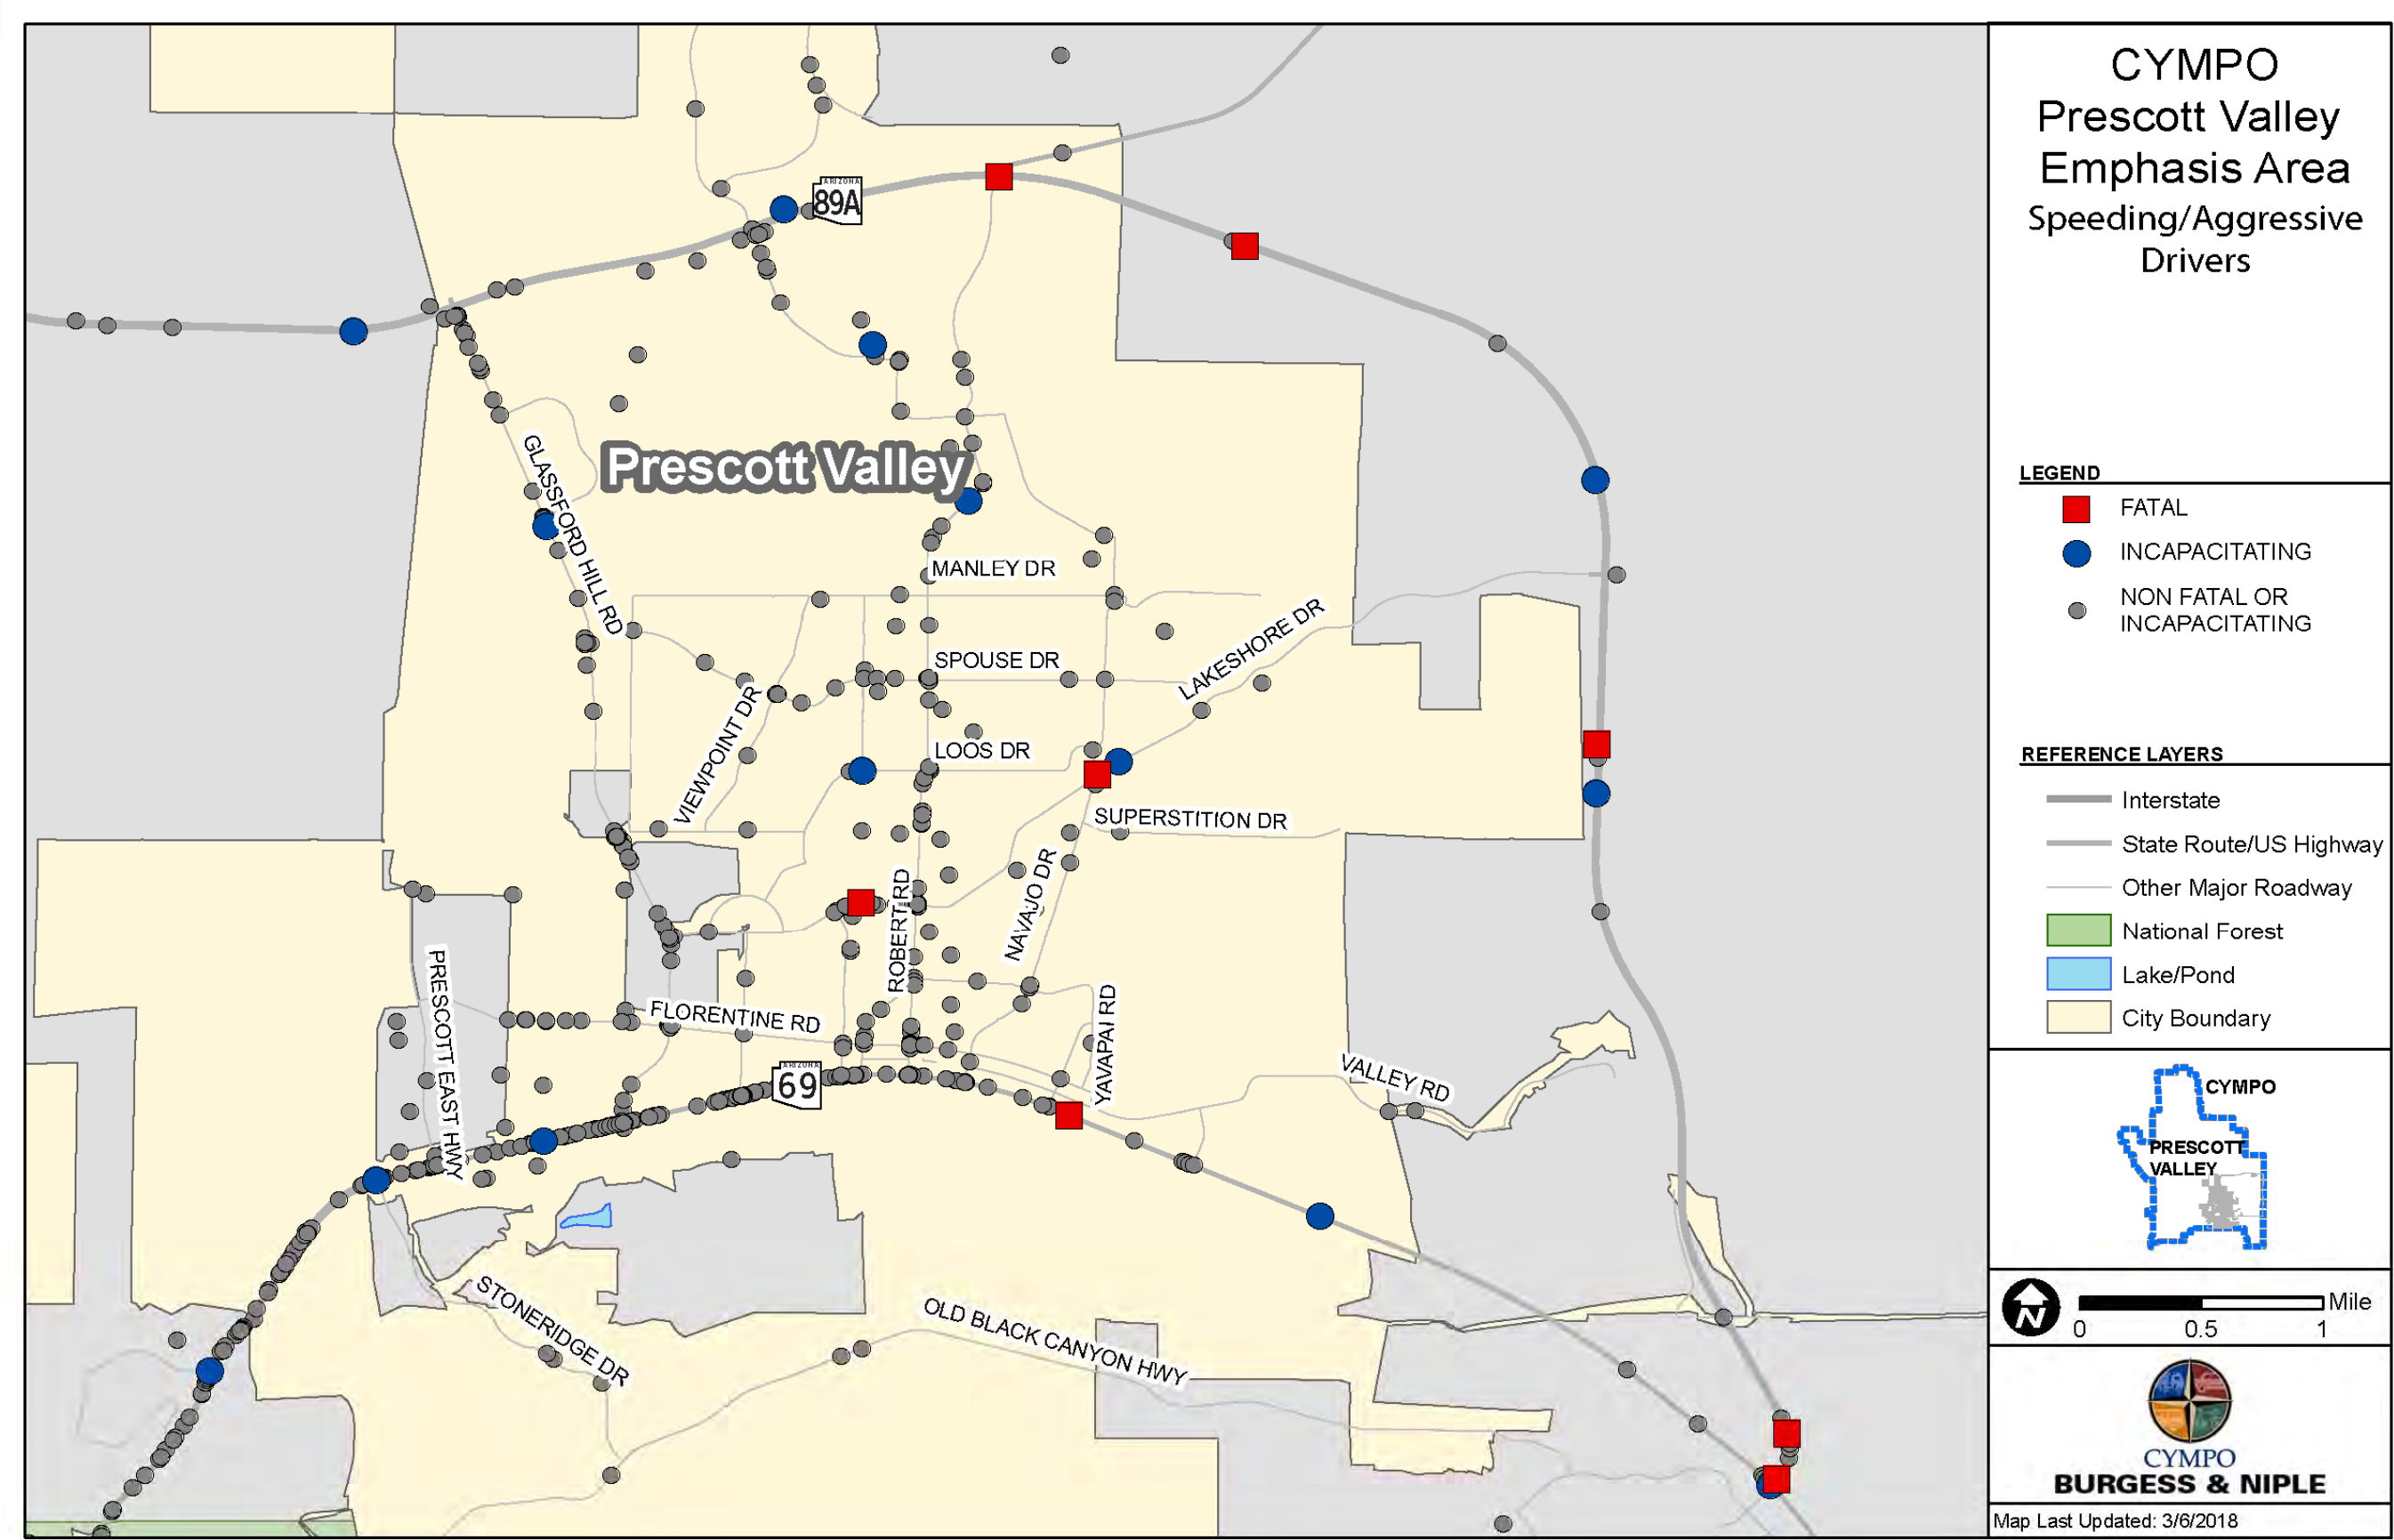 CYMPO
Prescott Valley
Emphasis Area
Speeding/Aggressive
Drivers
LEGEND
FATAL
INCAPACITATING
NON FATAL OR
INCAPACITATING
REFERENCE LAYERS
Interstate
State Route/US Highway
Other Major Roadway
National Forest
Lake/Pond
City Boundary
CYMPO
PRESCOTT
VALLEY
N
Mile
0 0.5 1
CYMPO
BURGESS & NIPLE
Map Last Updated: 3/6/2018
ARIZONA
89A
Prescott Valley
GLASSFORD HILL RD
MANLEY DR
SPOUSE DR
LAKESHORE DR
VIEWPOINT DR
LOOS DR
SUPERSTITION DR
NAVAJO DR
ROBERT RD
PRESCOTT EAST HWY
FLORENTINE RD
YAVAPAI RD
VALLEY RD
ARIZONA
69
STONERIDGE DR
OLD BLACK CANYON HWY